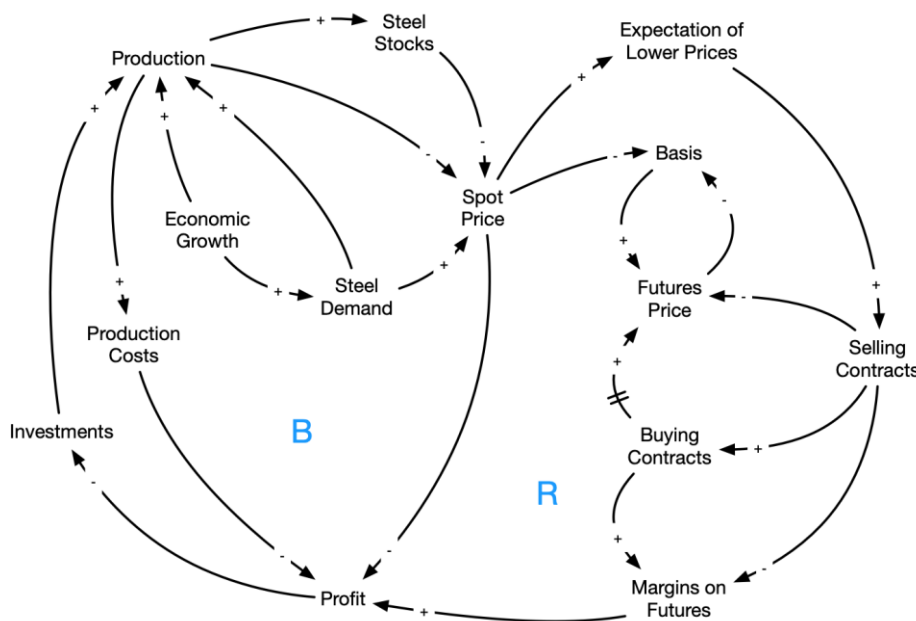 Steel
Stocks
Expectation of
Lower Prices
Production
+
+
+
+
+
-
-
-
Basis
Spot
Price
Economic
Growth
+
-
+
Steel
Demand
+
+
+
Futures
Price
-
+
Production
Costs
+
Selling
Contracts
Investments
B
Buying
Contracts
+
-
R
+
-
-
-
Profit
+
Margins on
Futures